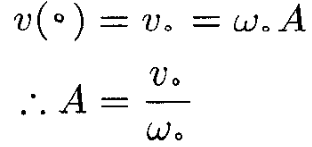 v(∘) = v∘ = ω∘A
∴ A = v∘/ω∘